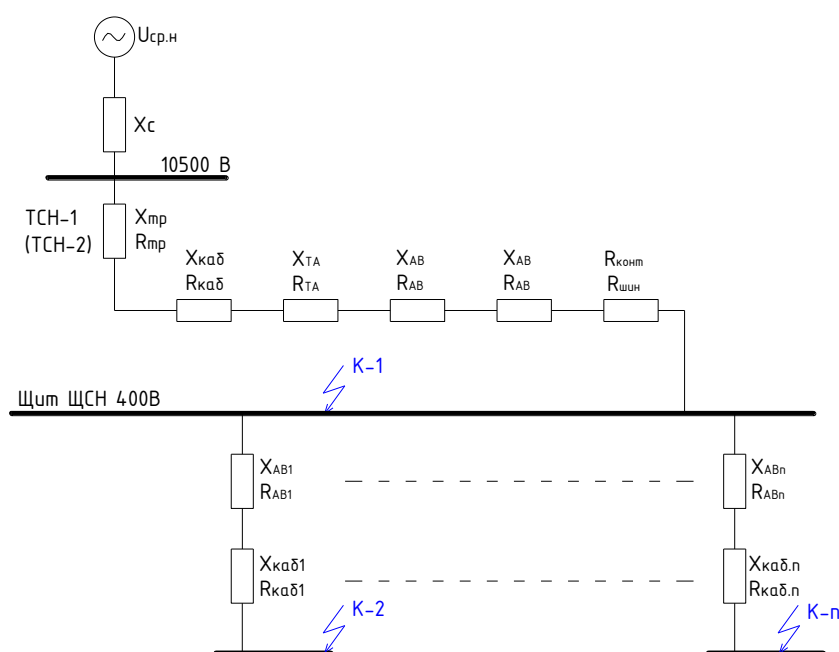 Uср.н
Xc
10500 В
ТСН-1
(ТСН-2)
Xтр
Rтр
Xкаб
Rкаб
XТА
RТА
XАВ
RАВ
XАВ
RАВ
Rконт
Rшин
К-1
Щит ЩСН 400В
XАВ1
RАВ1
XАВn
RАВn
Xкаб1
Rкаб1
Xкаб.n
Rкаб.n
К-2
К-n